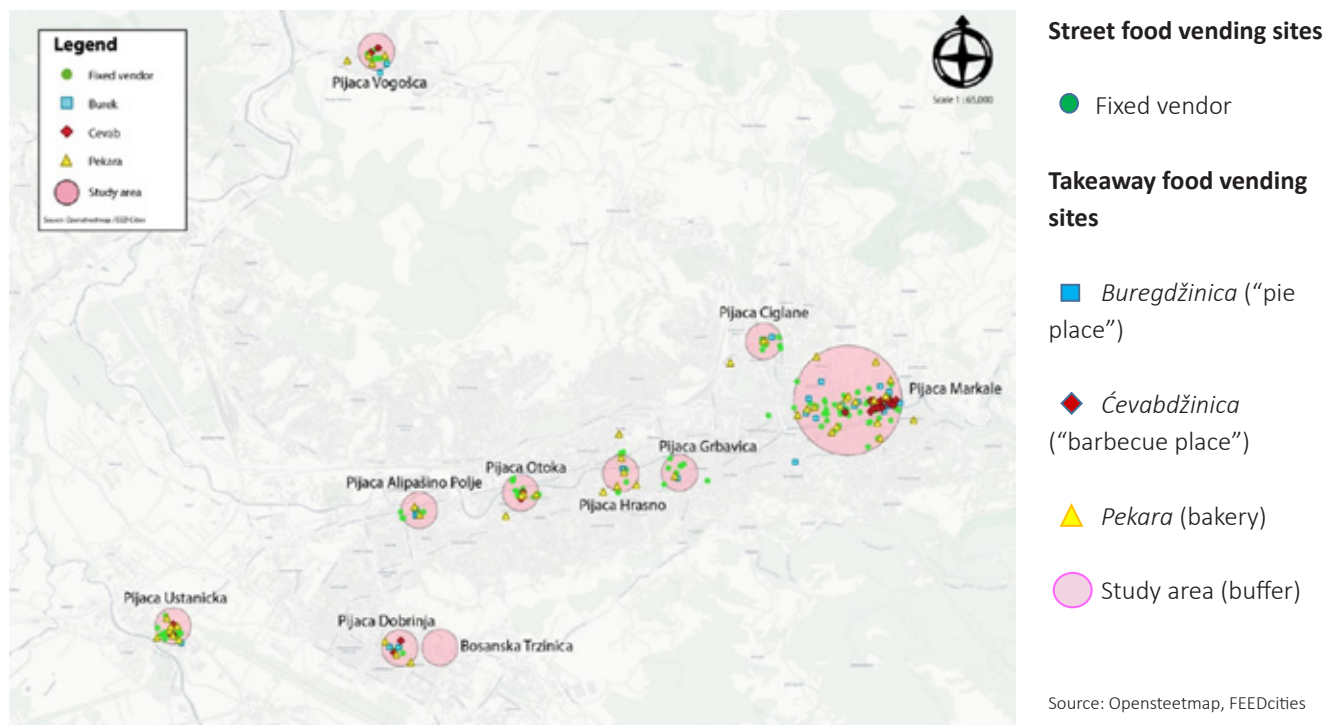 Legend
Fixed vendor
Burek
Cevab
Pekara
Study area
Source: Opensteetmap /FEEDCities
Pijaca Vogošca
Scale 1 : 65,000
Pijaca Ciglane
Pijaca Markale
Pijaca Grbavica
Pijaca Otoka
Pijaca Alipašino Polje
Pijaca Hrasno
Pijaca Ustanicka
Pijaca Dobrinja
Bosanska Trzinica
Street food vending sites
Fixed vendor
Takeaway food vending
sites
Buregdžinica (“pie
place”)
Ćevabdžinica
(“barbecue place”)
Pekara (bakery)
Study area (buffer)
Source: Opensteetmap, FEEDcities